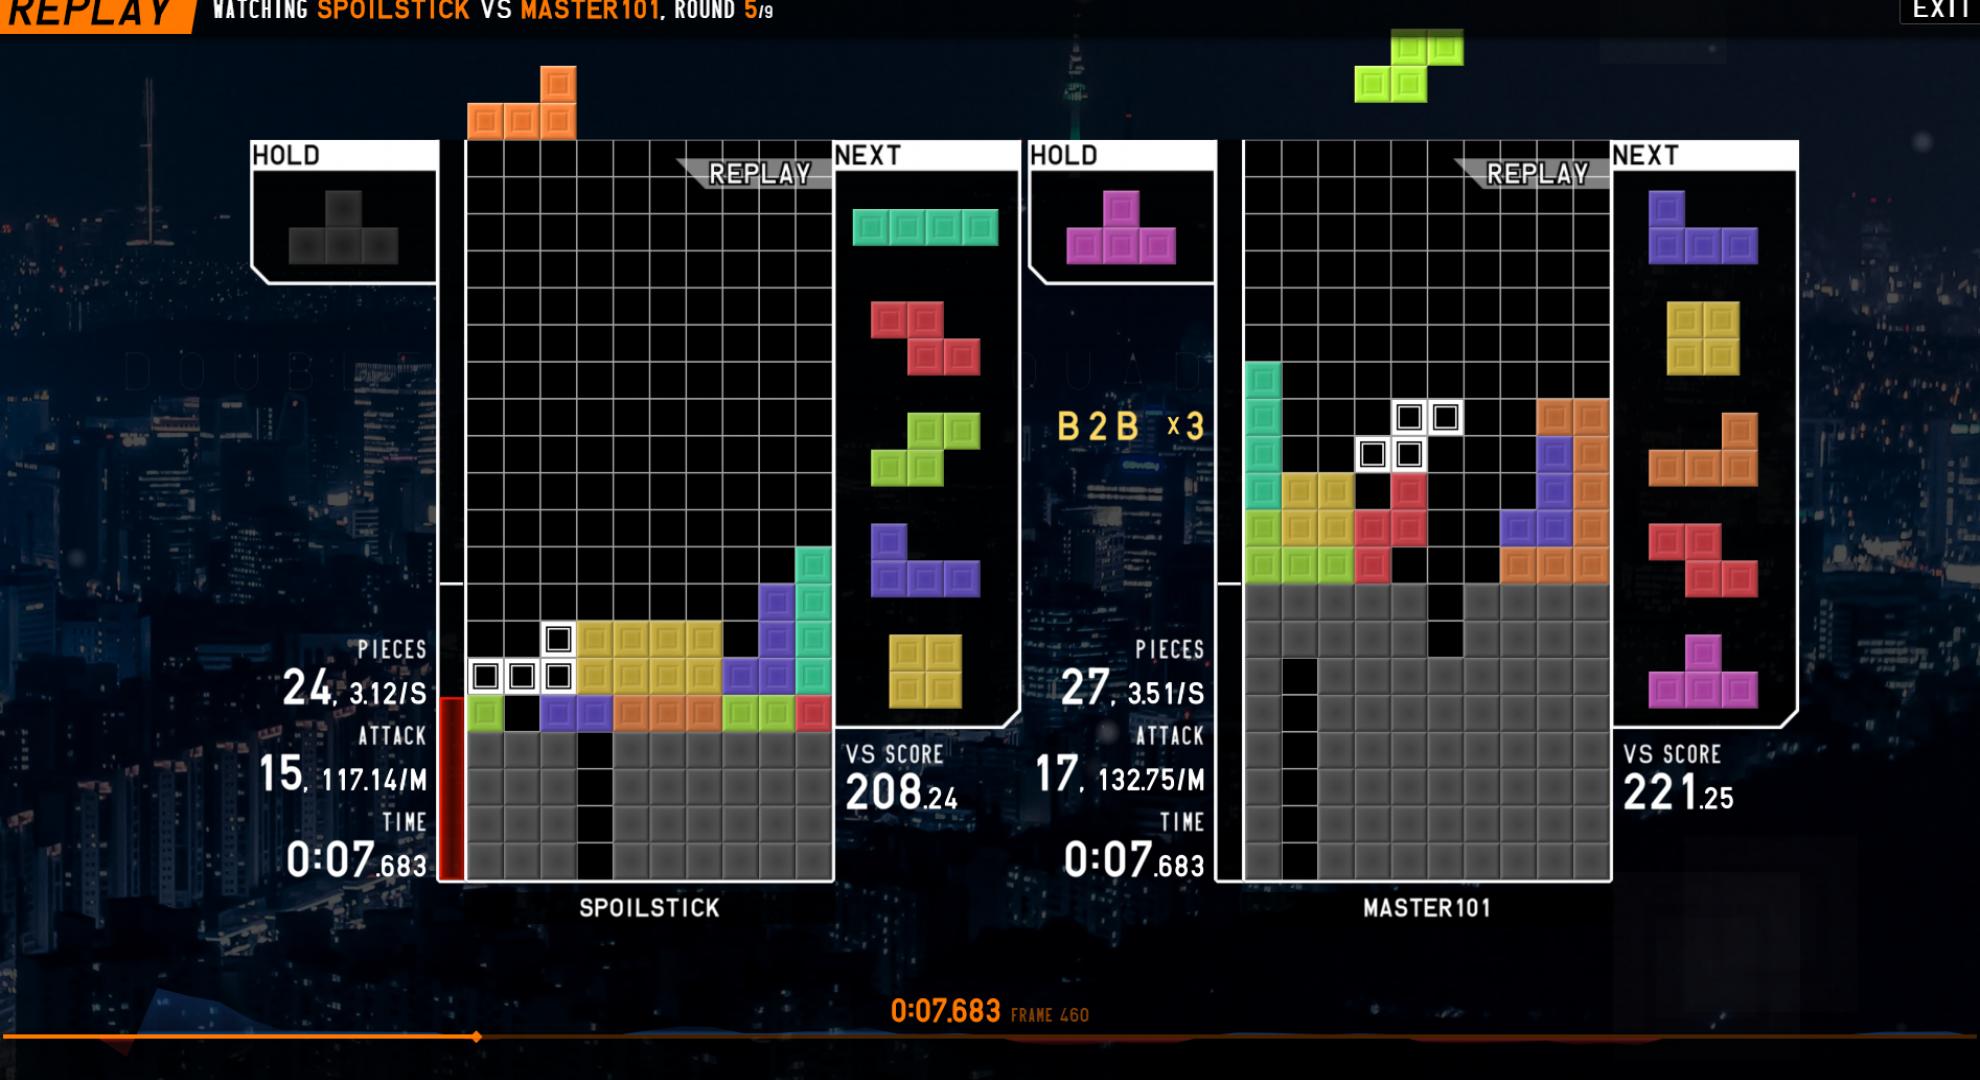 REPLAY
WATCHING SPOILSTICK VS MASTER101, ROUND 5/9
EXIT
HOLD
REPLAY
NEXT
DOUBLE
PIECES
24, 3.12/S
ATTACK
15, 117.14/M
TIME
0:07.683
VS SCORE
208.24
SPOILSTICK
HOLD
REPLAY
NEXT
QUAD
B2B x3
PIECES
27, 3.51/S
ATTACK
17, 132.75/M
TIME
0:07.683
VS SCORE
221.25
MASTER101
0:07.683 FRAME 460